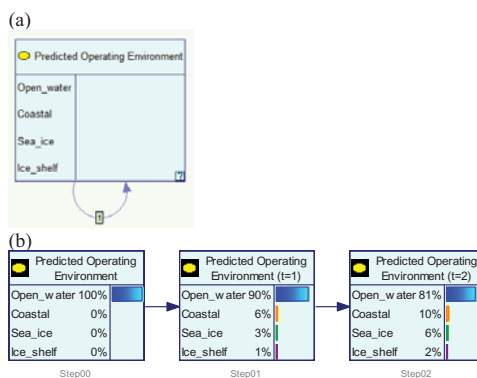 (a)
Predicted Operating Environment
Open_water
Coastal
Sea_ice
Ice_shelf
?
1
(b)
Predicted Operating
Environment
Open_water 100%
Coastal 0%
Sea_ice 0%
Ice_shelf 0%
Step00
Predicted Operating
Environment (t=1)
Open_water 90%
Coastal 6%
Sea_ice 3%
Ice_shelf 1%
Step01
Predicted Operating
Environment (t=2)
Open_water 81%
Coastal 10%
Sea_ice 6%
Ice_shelf 2%
Step02